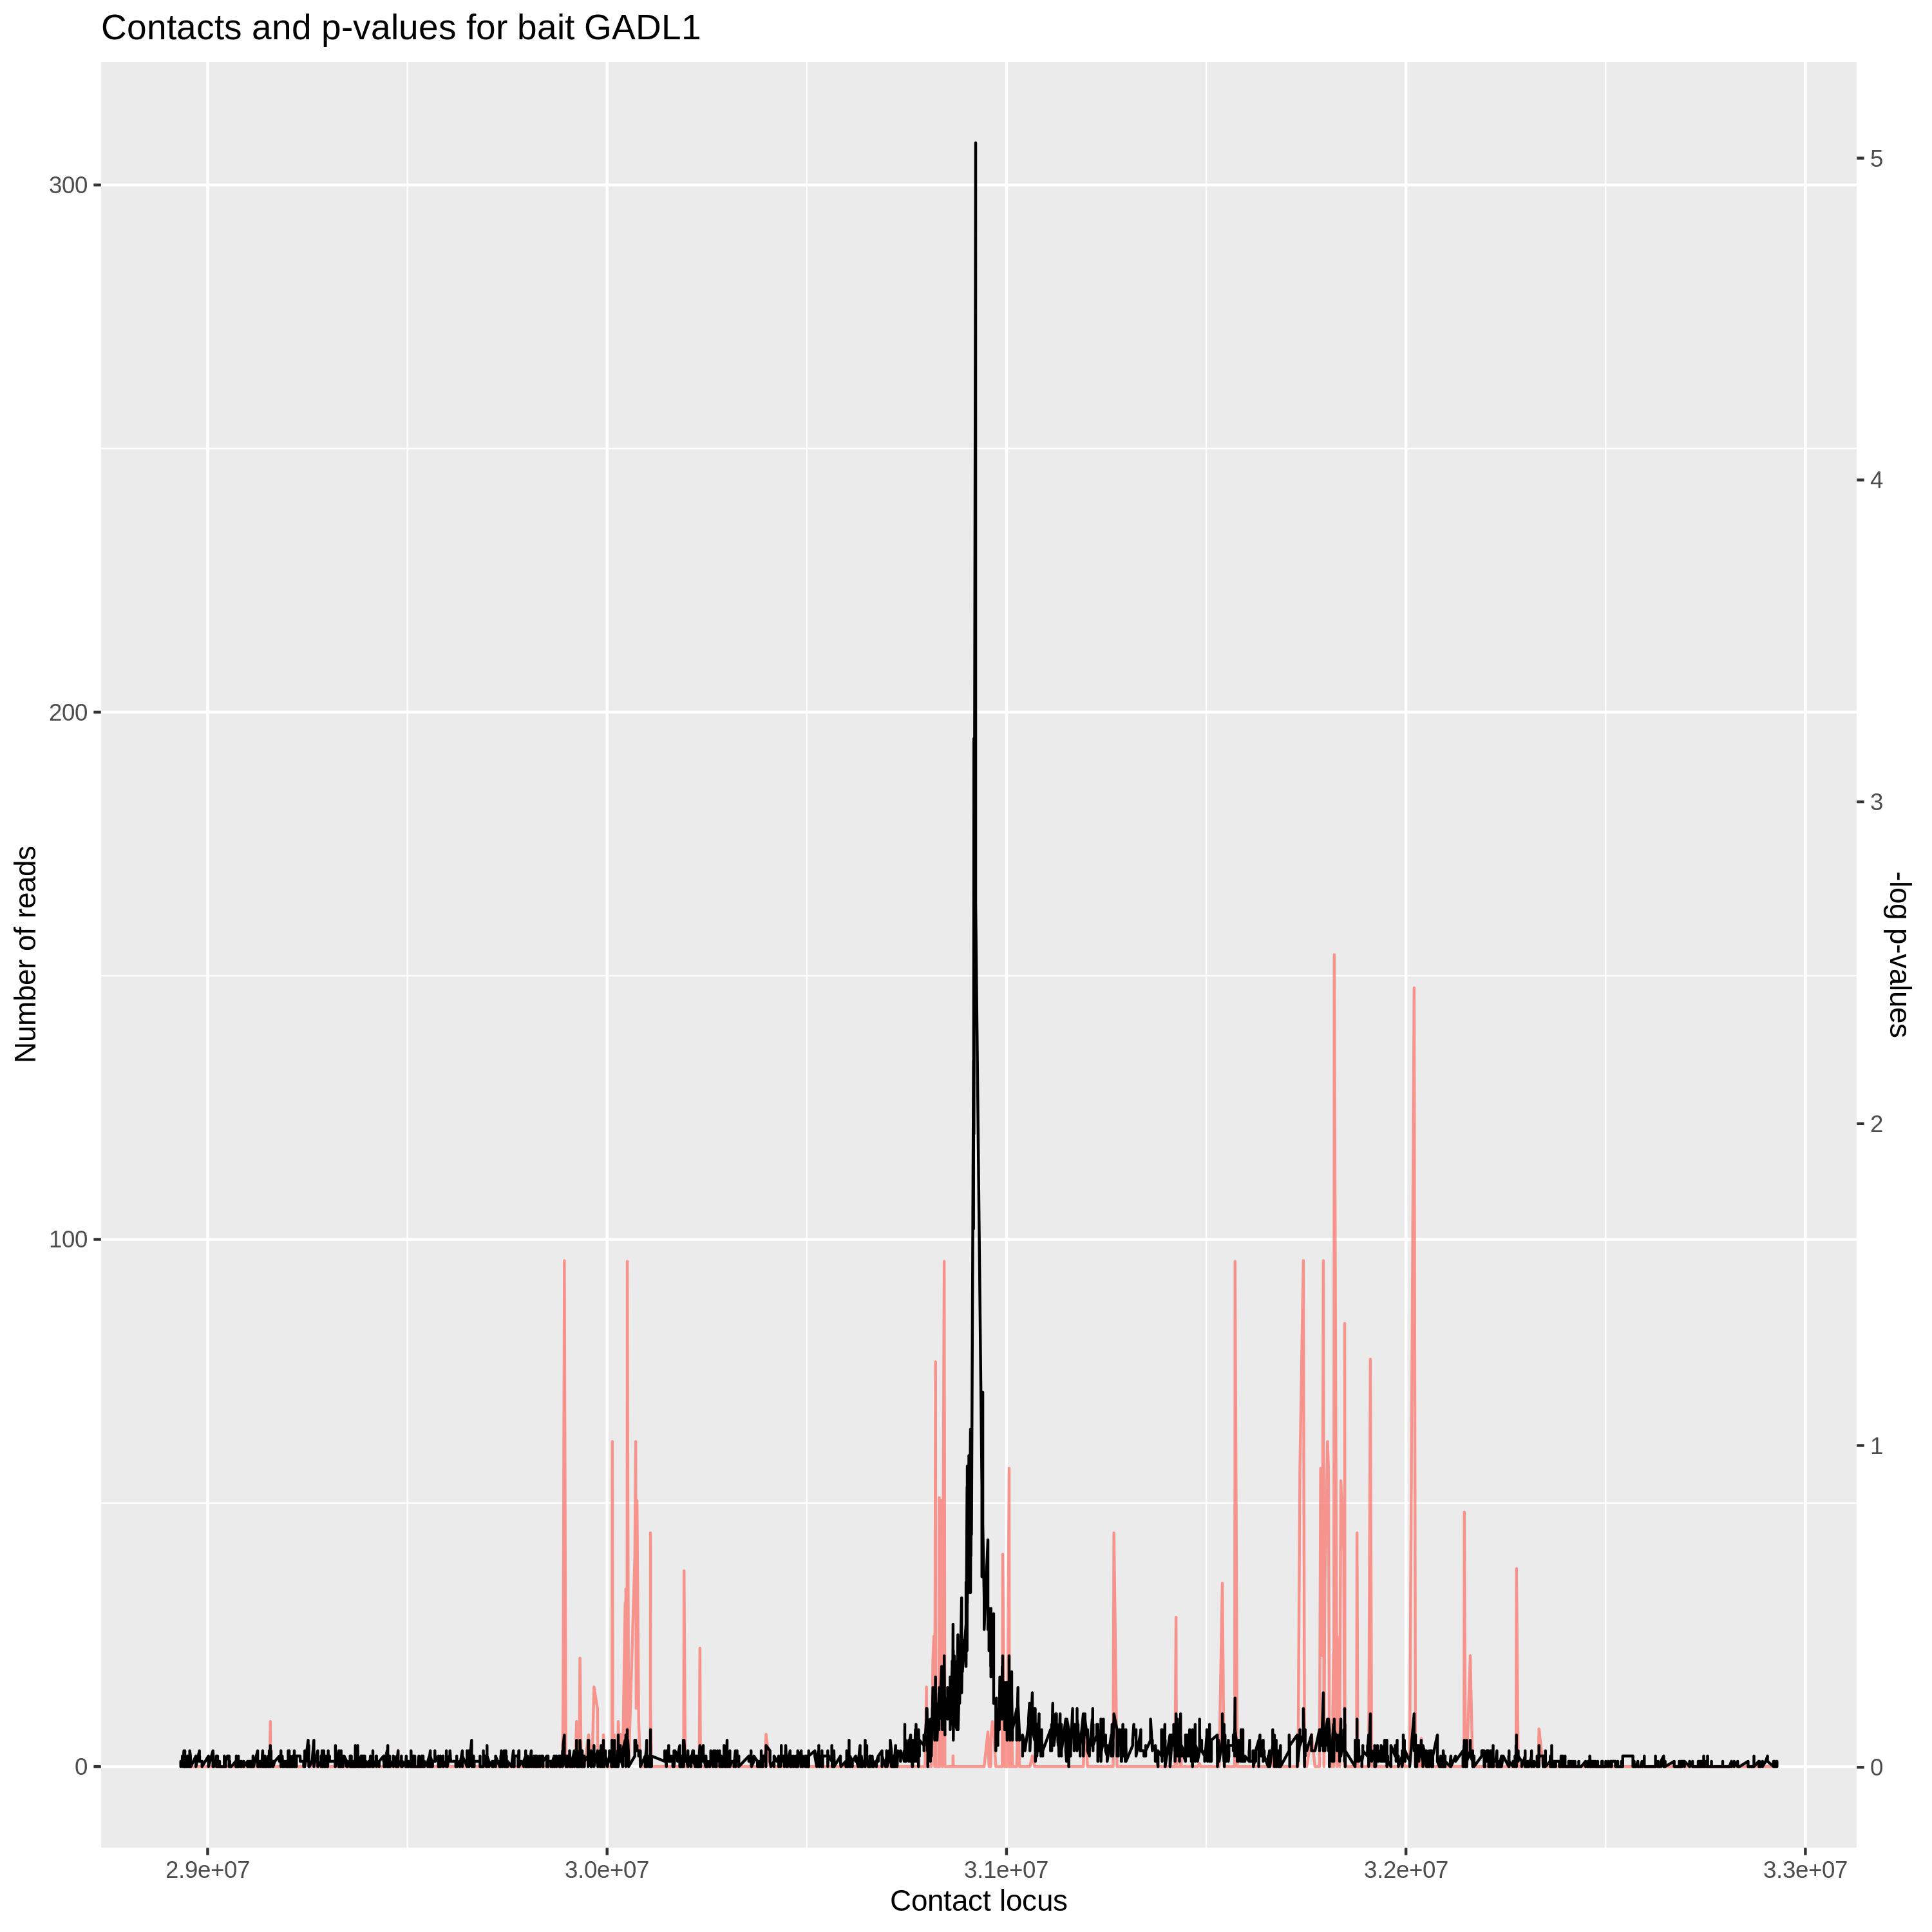 Contacts and p-values for bait GADL1
Number of reads
300
200
100
0
5
4
3
2
1
0
-log p-values
2.9e+07
3.0e+07
3.1e+07
3.2e+07
3.3e+07
Contact locus